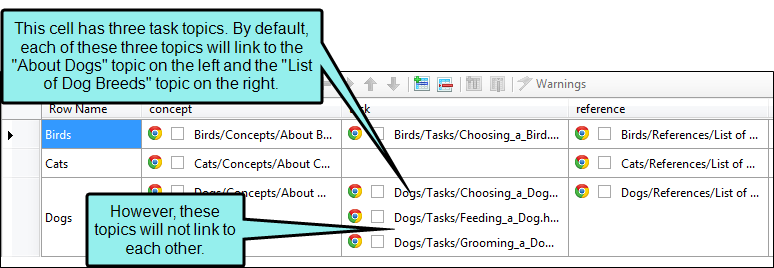 This cell has three task topics. By default,
each of these three topics will link to the
"About Dogs" topic on the left and the "List
of Dog Breeds" topic on the right.
Warnings
Row Name concept reference
Birds Birds/Concepts/About B... Birds/Tasks/Choosing_a_Bird.... Birds/References/List of ...
Cats Cats/Concepts/About C... Cats/References/List of ...
Dogs/Concepts/About ... Dogs/Tasks/Choosing_a_Dog... Dogs/References/List of ...
Dogs Dogs/Tasks/Feeding_a_Dog.h...
Dogs/Tasks/Grooming_a_Do...
However, these
topics will not link to
each other.